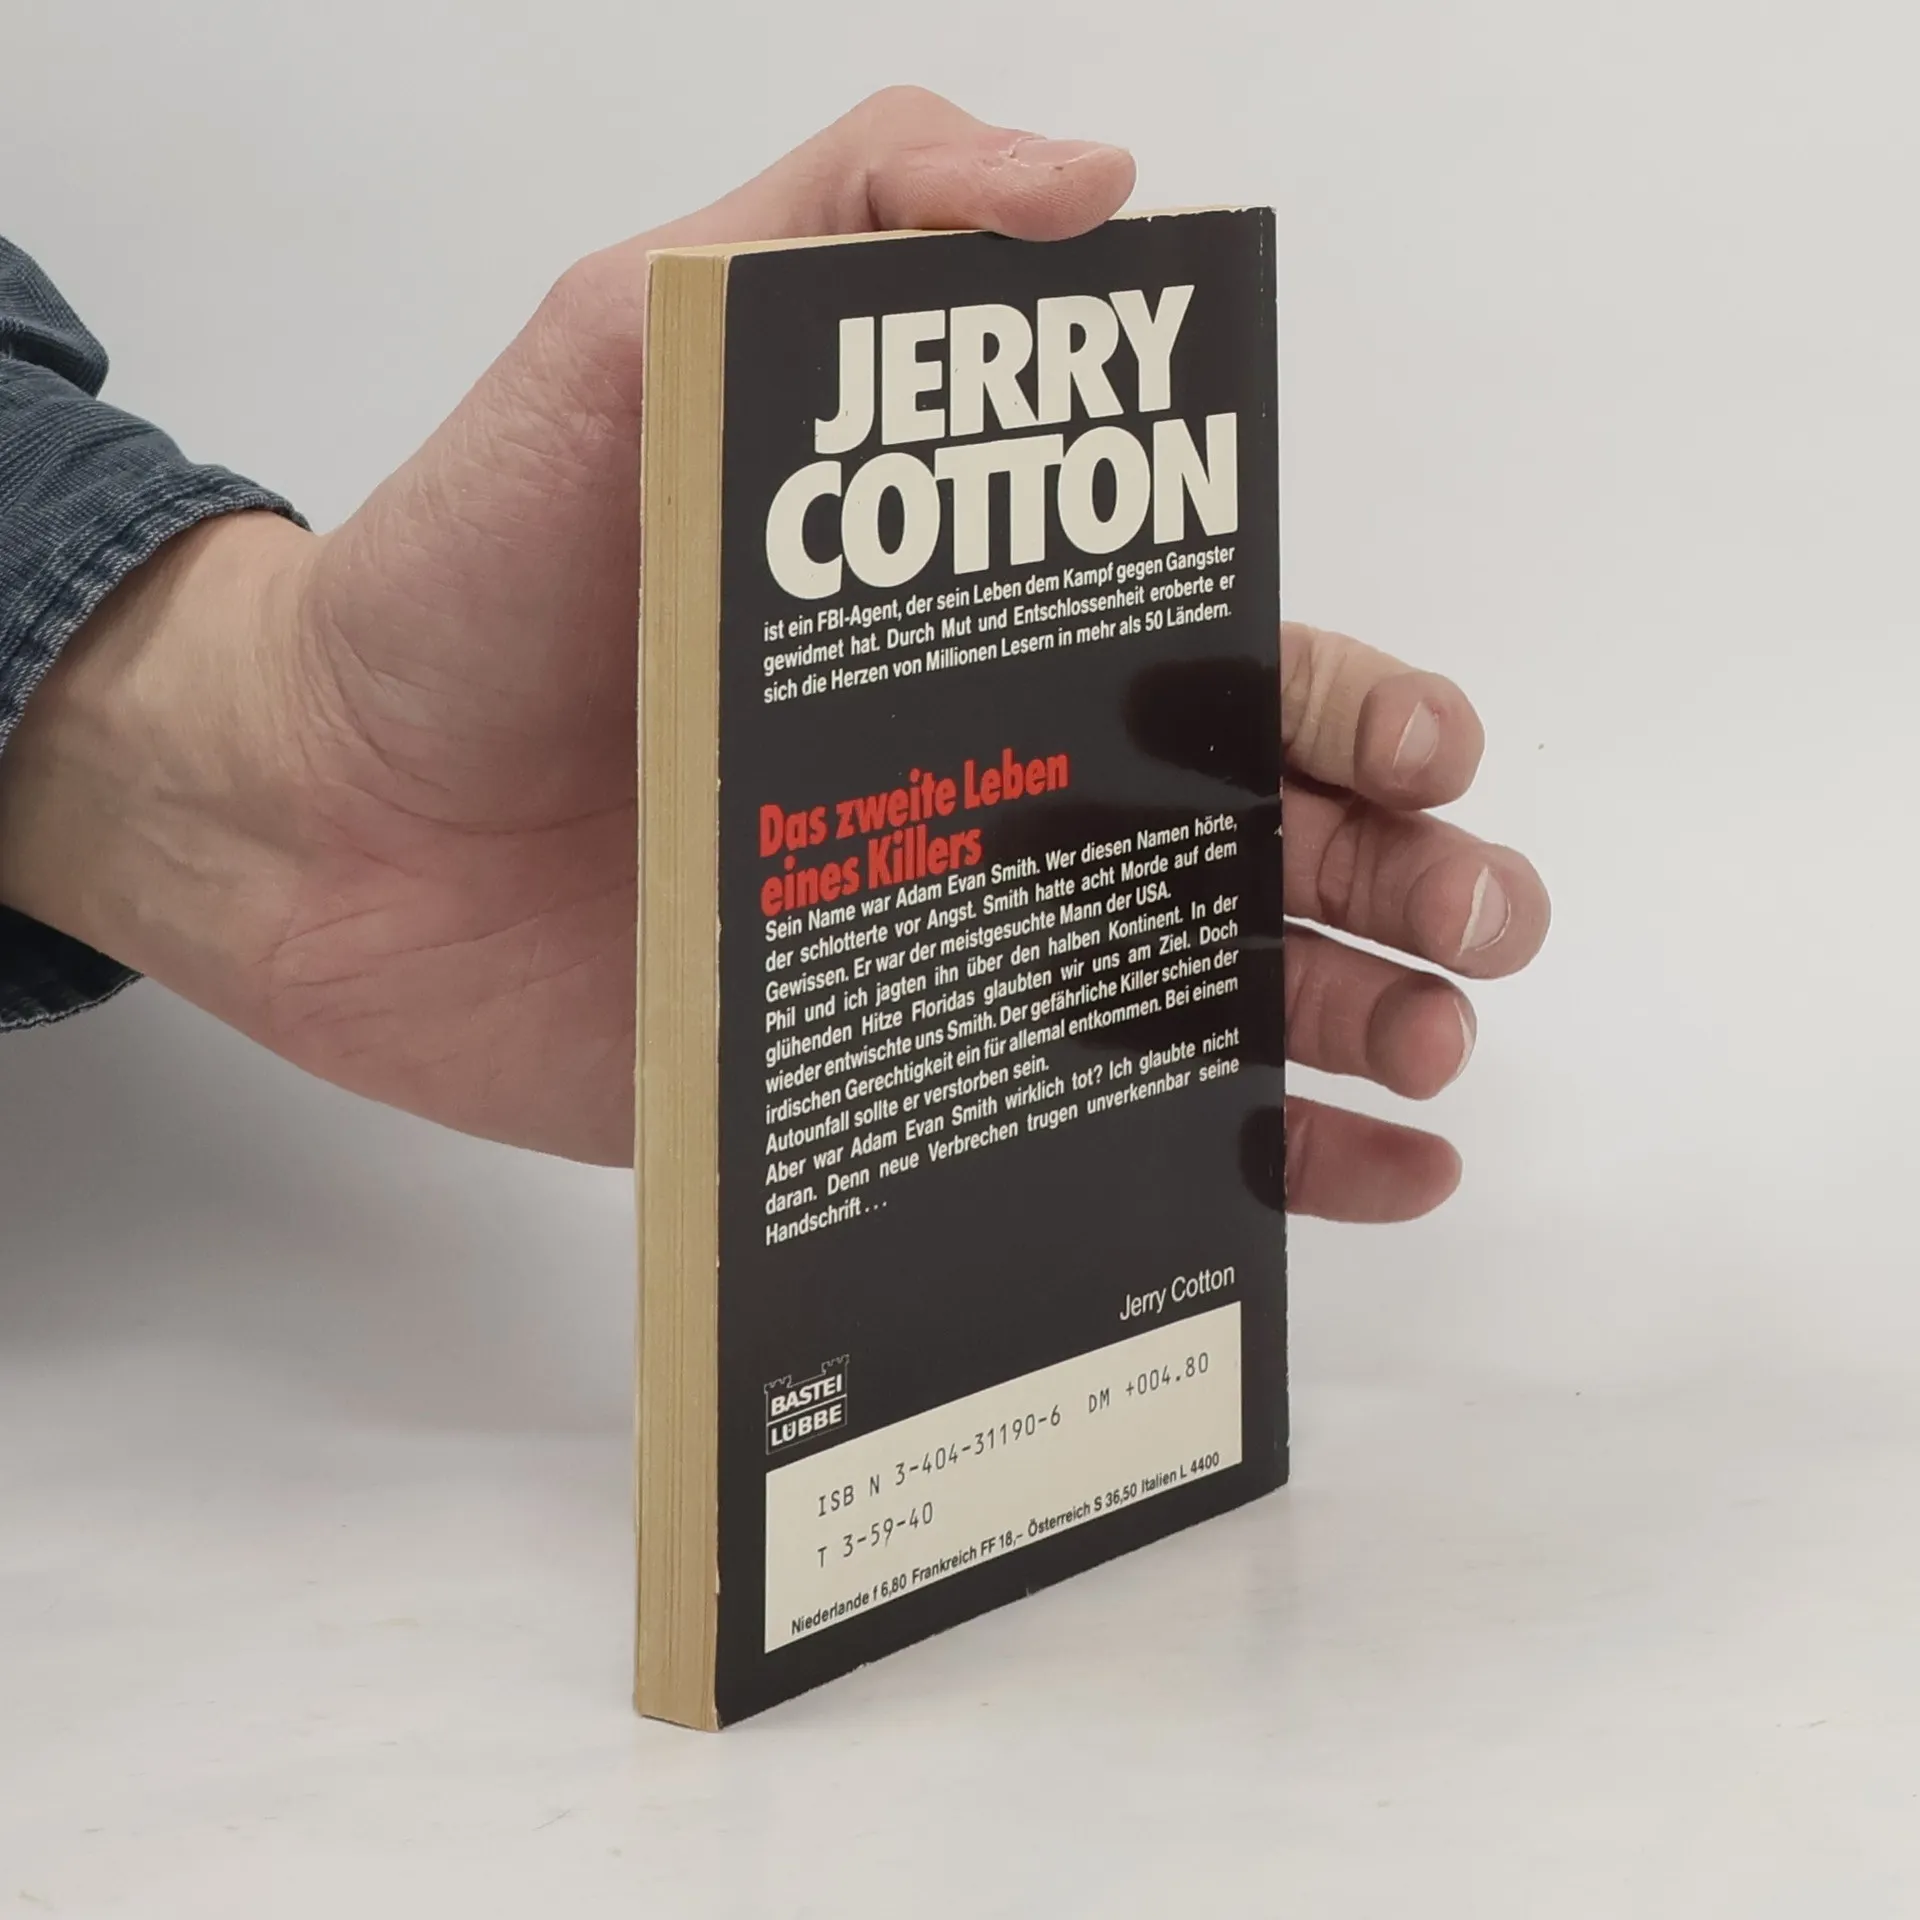 JERRY
COTTON
ist ein FBI-Agent, der sein Leben dem Kampf gegen Gangster
gewidmet hat. Durch Mut und Entschlossenheit eroberte er
sich die Herzen von Millionen Lesern in mehr als 50 Ländern.
Das zweite Leben
eines Killers
Sein Name war Adam Evan Smith. Wer diesen Namen hörte,
der schlotterte vor Angst. Smith hatte acht Morde auf dem
Gewissen. Er war der meistgesuchte Mann der USA.
Phil und ich jagten ihn über den halben Kontinent. In der
glühenden Hitze Floridas glaubten wir uns am Ziel. Doch
wieder entwischte uns Smith. Der gefährliche Killer schien der
irdischen Gerechtigkeit ein für allemal entkommen. Bei einem
Autounfall sollte er verstorben sein.
Aber war Adam Evan Smith wirklich tot? Ich glaubte nicht
daran. Denn neue Verbrechen trugen unverkennbar seine
Handschrift . . .
Jerry Cotton
BASTEI
LÜBBE
ISB N 3-404-31190-6 DM +004.80
T 3-59-40
Niederlande f 6,80 Frankreich FF 18,– Österreich S 36,50 Italien L 4400